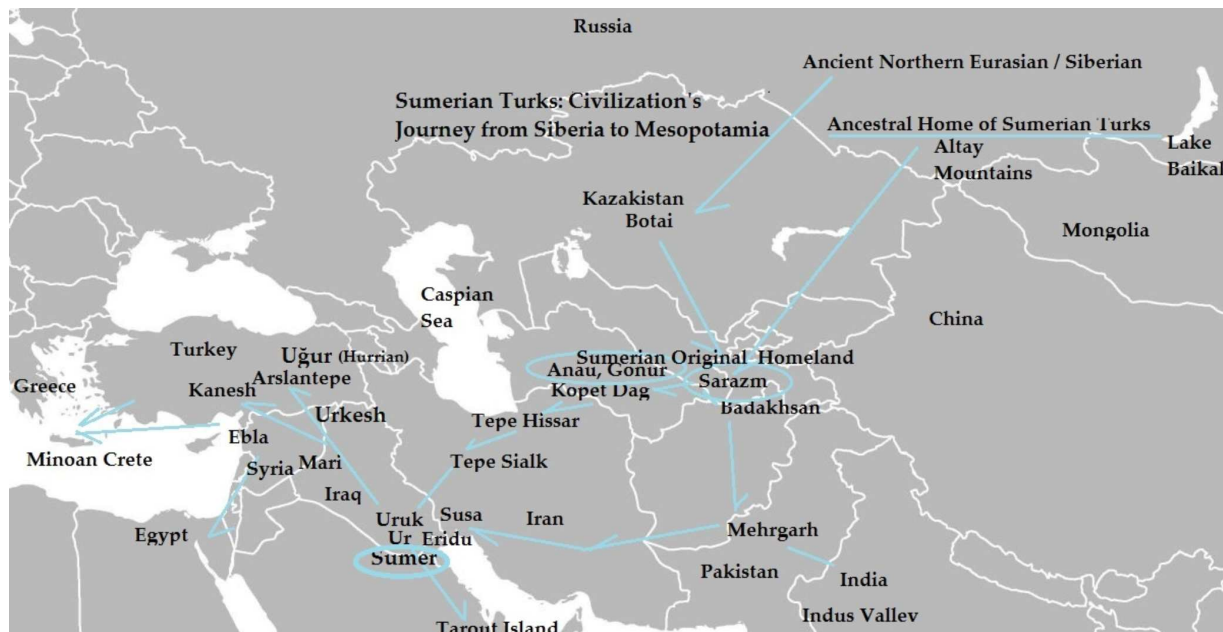 Russia
Ancient Northern Eurasian / Siberian
Sumerian Turks: Civilization's
Journey from Siberia to Mesopotamia
Ancestral Home of Sumerian Turks
Altay
Mountains
Lake
Baikal
Kazakistan
Botai
Mongolia
Caspian
Sea
China
Turkey
Uğur (Hurrian)
Sumerian Original Homeland
Anau, Gonur
Arslantepe
Sarazm
Greece
Kanesh
Kopet Dag
Badakhsan
Urkesh
Tepe Hissar
Ebla
Minoan Crete
Syria
Mari
Tepe Sialk
Iraq
Uruk
Susa
Iran
Egypt
Ur
Eridu
Mehrgarh
Sumer
Pakistan
India
Indus Valley
Tarout Island